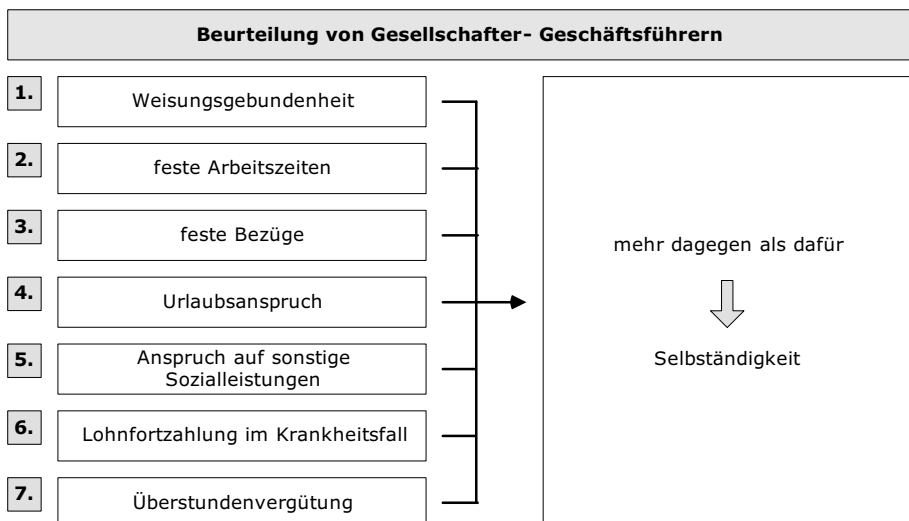 Beurteilung von Gesellschafter- Geschäftsführern
1. Weisungsgebundenheit
2. feste Arbeitszeiten
3. feste Bezüge
4. Urlaubsanspruch
5. Anspruch auf sonstige
Sozialleistungen
6. Lohnfortzahlung im Krankheitsfall
7. Überstundenvergütung
mehr dagegen als dafür
Selbständigkeit